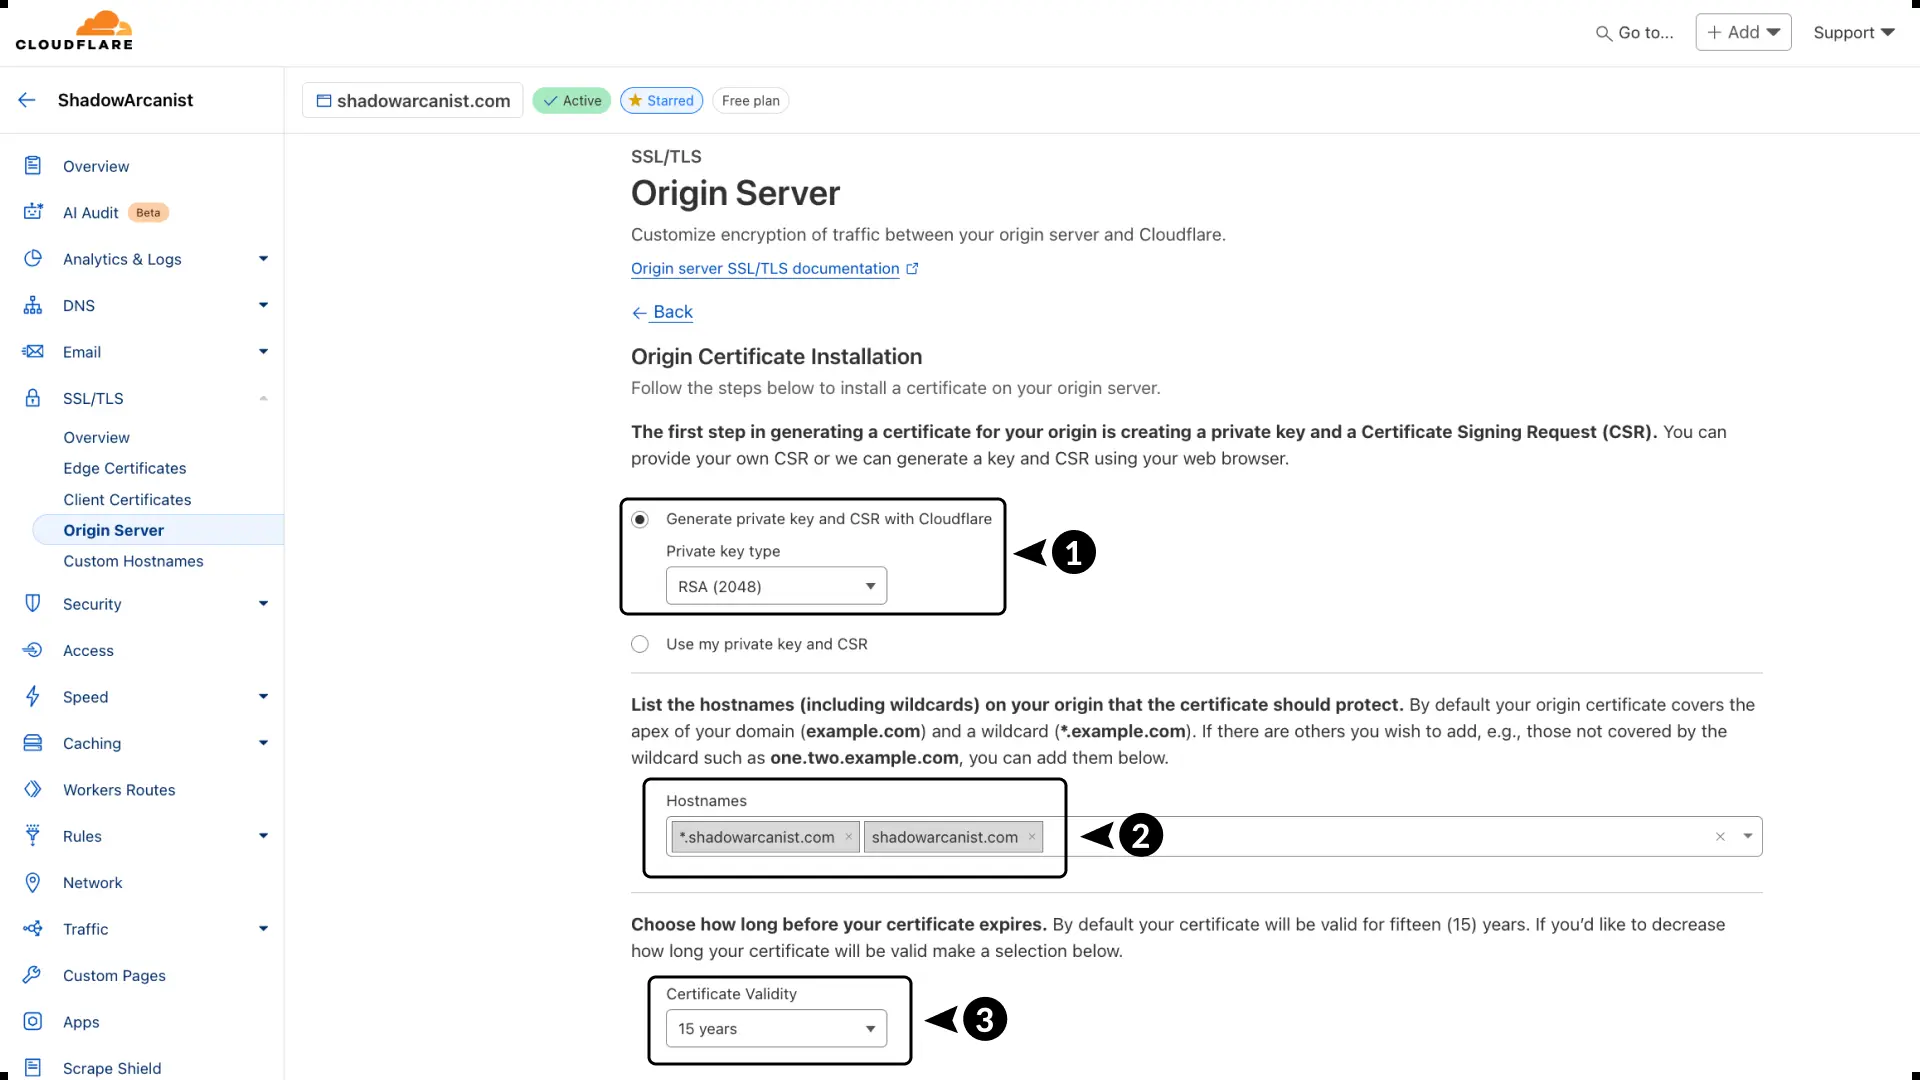 CLOUDFLARE
Go to...
+ Add
Support
ShadowArcanist
shadowarcanist.com
Active
Starred
Free plan
Overview
AI Audit Beta
Analytics & Logs
DNS
Email
SSL/TLS
Overview
Edge Certificates
Client Certificates
Origin Server
Custom Hostnames
Security
Access
Speed
Caching
Workers Routes
Rules
Network
Traffic
Custom Pages
Apps
Scrape Shield
SSL/TLS
Origin Server
Customize encryption of traffic between your origin server and Cloudflare.
Origin server SSL/TLS documentation
Back
Origin Certificate Installation
Follow the steps below to install a certificate on your origin server.
The first step in generating a certificate for your origin is creating a private key and a Certificate Signing Request (CSR). You can
provide your own CSR or we can generate a key and CSR using your web browser.
Generate private key and CSR with Cloudflare
Private key type
RSA (2048)
1
Use my private key and CSR
List the hostnames (including wildcards) on your origin that the certificate should protect. By default your origin certificate covers the
apex of your domain (example.com) and a wildcard (*.example.com). If there are others you wish to add, e.g., those not covered by the
wildcard such as one.two.example.com, you can add them below.
Hostnames
*.shadowarcanist.com × shadowarcanist.com ×
2
Choose how long before your certificate expires. By default your certificate will be valid for fifteen (15) years. If you’d like to decrease
how long your certificate will be valid make a selection below.
Certificate Validity
15 years
3